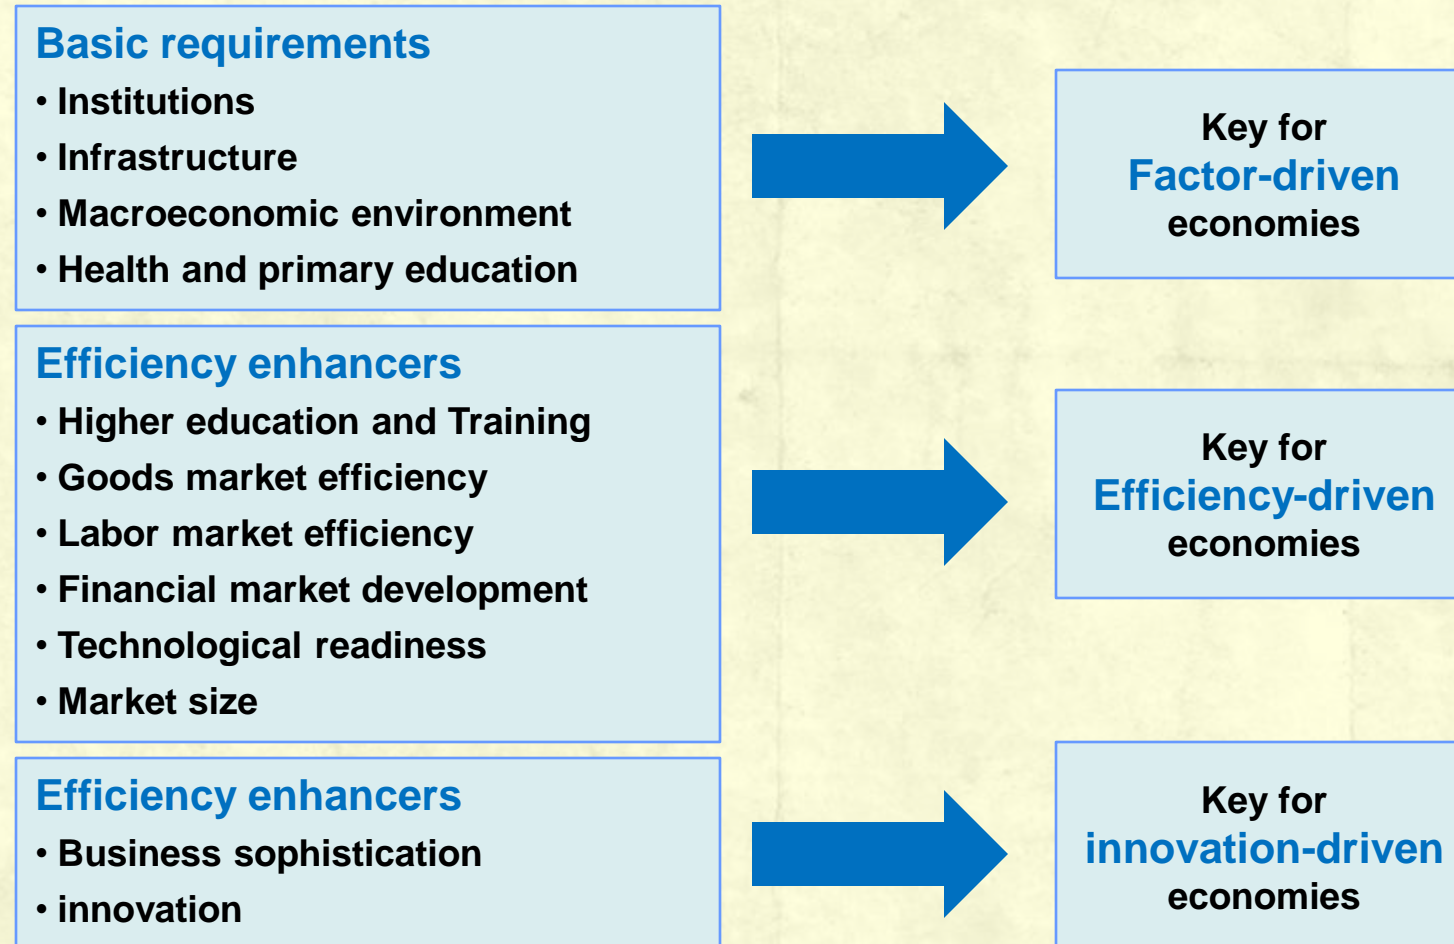 Basic requirements
• Institutions
• Infrastructure
• Macroeconomic environment
• Health and primary education
Key for
Factor-driven
economies
Efficiency enhancers
• Higher education and Training
• Goods market efficiency
• Labor market efficiency
• Financial market development
• Technological readiness
• Market size
Key for
Efficiency-driven
economies
Efficiency enhancers
• Business sophistication
• innovation
Key for
innovation-driven
economies